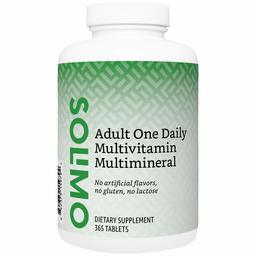 SOLIMO
Adult One Daily
Multivitamin
Multimineral
No artificial flavors,
no gluten, no lactose
DIETARY SUPPLEMENT
365 TABLETS